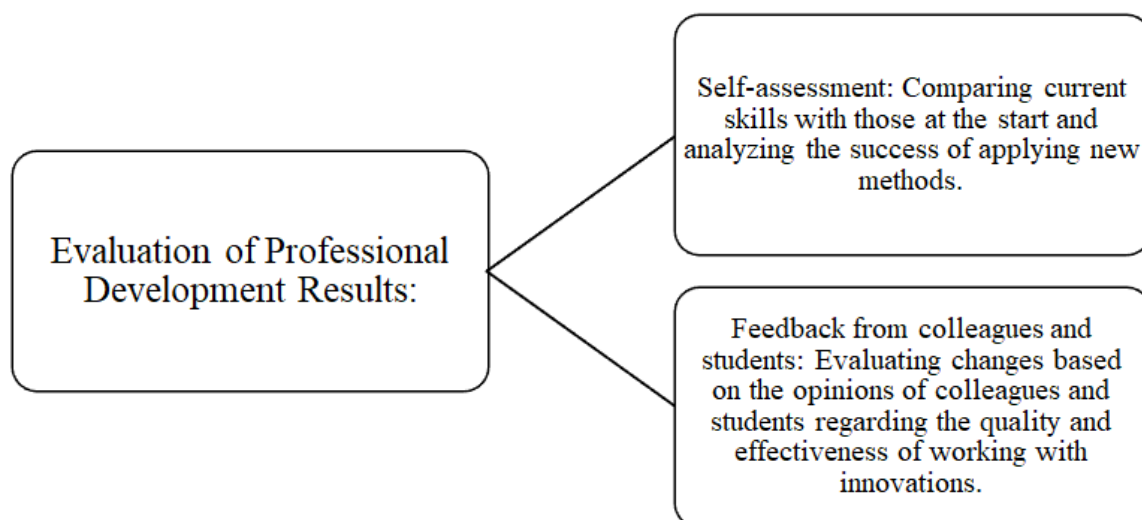 Evaluation of Professional
Development Results:
Self-assessment: Comparing current
skills with those at the start and
analyzing the success of applying new
methods.
Feedback from colleagues and
students: Evaluating changes based
on the opinions of colleagues and
students regarding the quality and
effectiveness of working with
innovations.